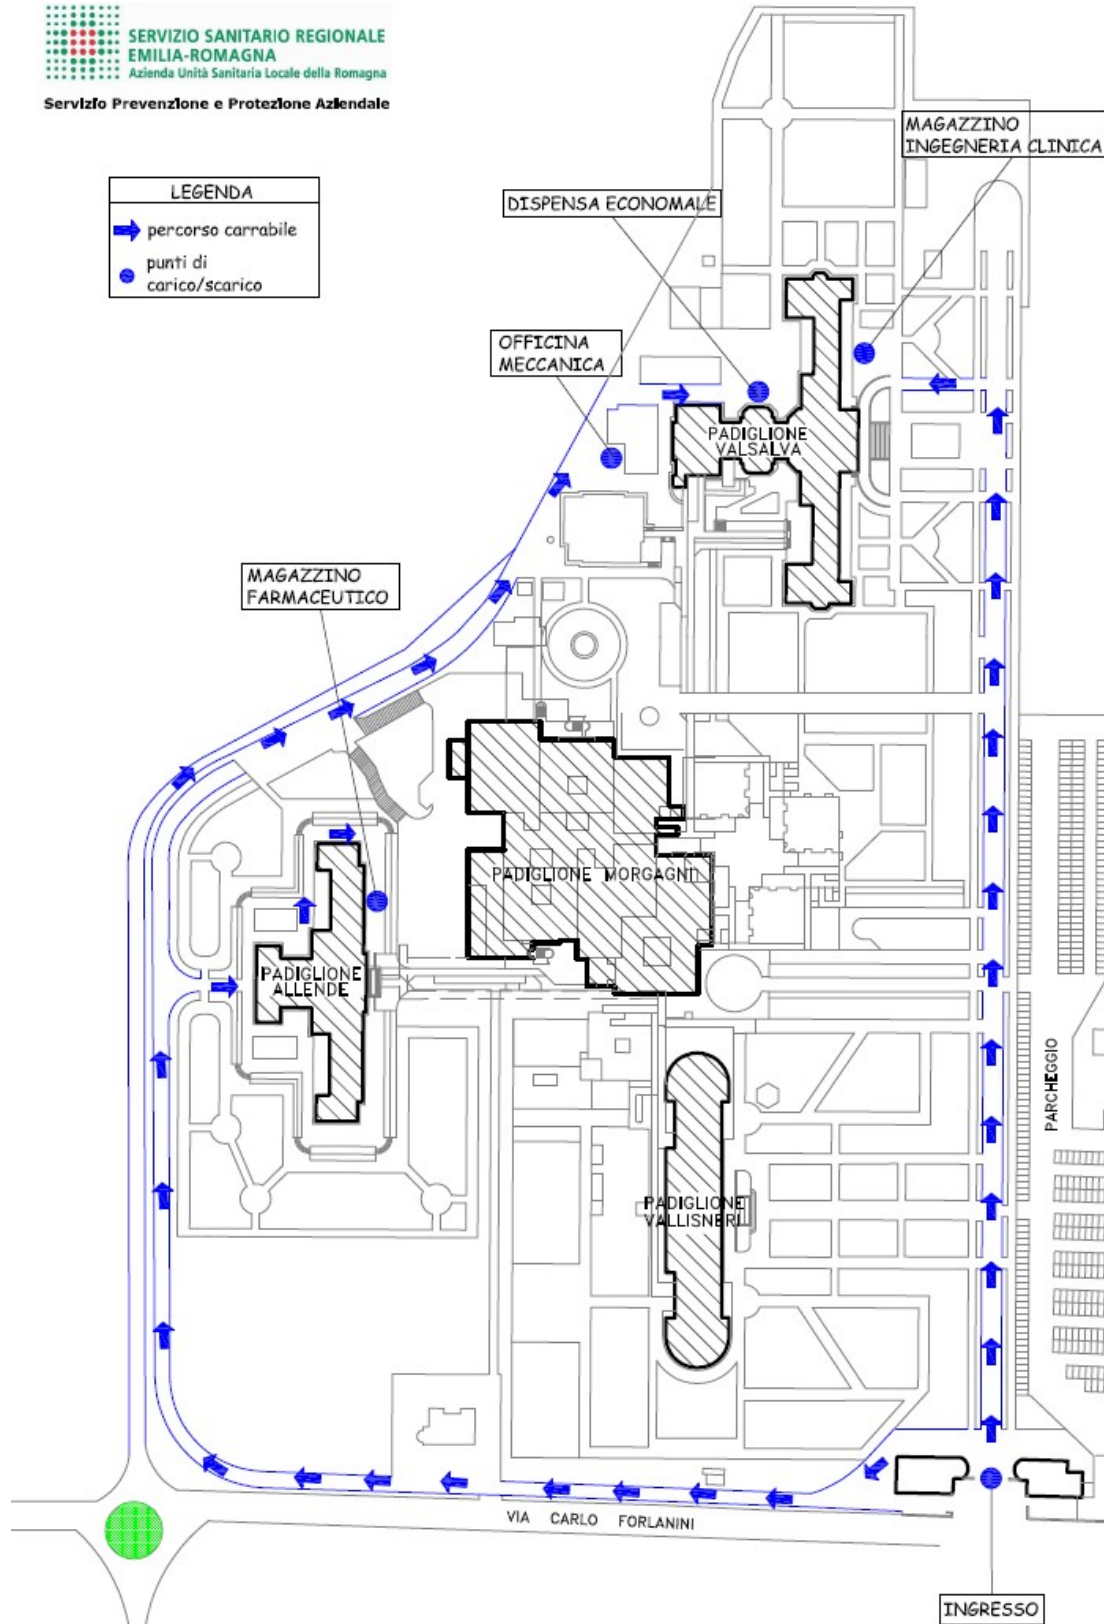 SERVIZIO SANITARIO REGIONALE
EMILIA-ROMAGNA
Azienda Unità Sanitaria Locale della Romagna
Servizio Prevenzione e Protezione Aziendale
MAGAZZINO
INGEGNERIA CLINICA
LEGENDA
percorso carrabile
punti di
carico/scarico
DISPENSA ECONOMALE
OFFICINA
MECCANICA
PADIGLIONE
VALSALVA
MAGAZZINO
FARMACEUTICO
PADIGLIONE MORGAGNI
PADIGLIONE
ALLENDE
PARCHEGGIO
PADIGLIONE
VALLISNERI
VIA CARLO FORLANINI
INGRESSO